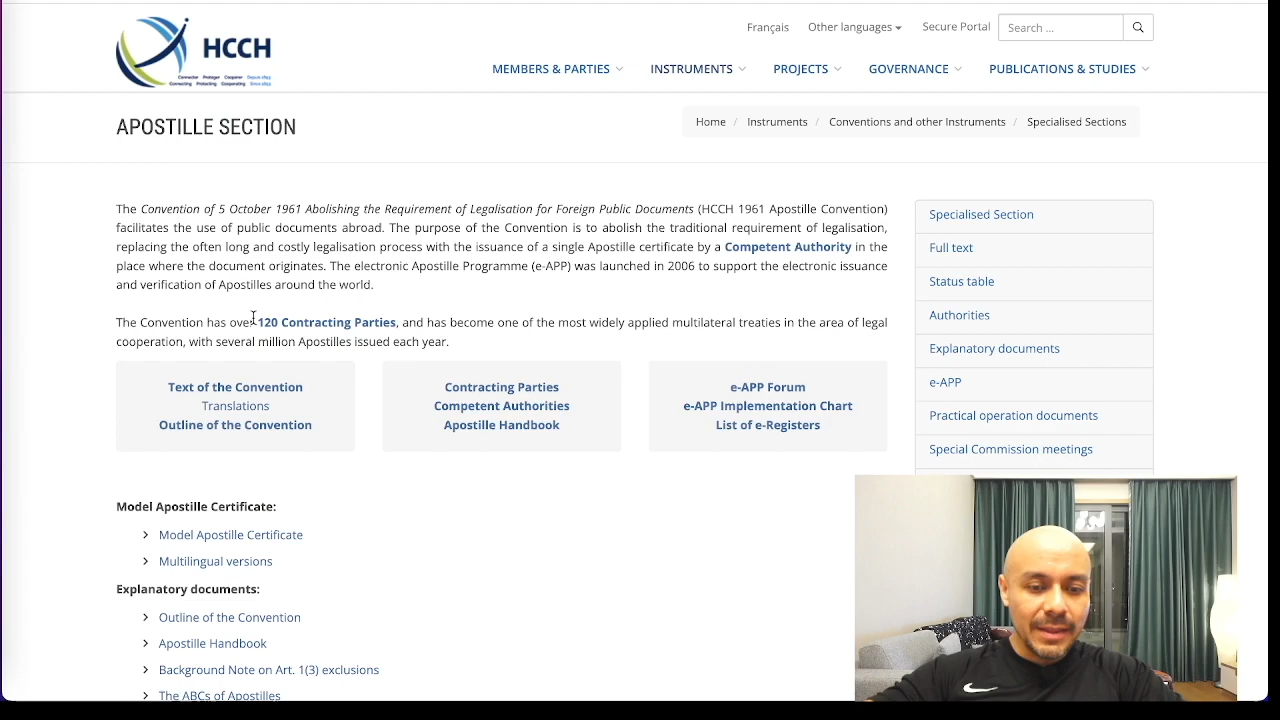 Français Other languages Secure Portal Search ...
HCCH
Connecter Protéger Coopérer Depuis 1893
Connecting Protecting Cooperating Since 1893
MEMBERS & PARTIES INSTRUMENTS PROJECTS GOVERNANCE PUBLICATIONS & STUDIES
APOSTILLE SECTION
Home / Instruments / Conventions and other Instruments / Specialised Sections
The Convention of 5 October 1961 Abolishing the Requirement of Legalisation for Foreign Public Documents (HCCH 1961 Apostille Convention)
facilitates the use of public documents abroad. The purpose of the Convention is to abolish the traditional requirement of legalisation,
replacing the often long and costly legalisation process with the issuance of a single Apostille certificate by a Competent Authority in the
place where the document originates. The electronic Apostille Programme (e-APP) was launched in 2006 to support the electronic issuance
and verification of Apostilles around the world.
The Convention has over 120 Contracting Parties, and has become one of the most widely applied multilateral treaties in the area of legal
cooperation, with several million Apostilles issued each year.
Text of the Convention
Translations
Outline of the Convention
Contracting Parties
Competent Authorities
Apostille Handbook
e-APP Forum
e-APP Implementation Chart
List of e-Registers
Model Apostille Certificate:
Model Apostille Certificate
Multilingual versions
Explanatory documents:
Outline of the Convention
Apostille Handbook
Background Note on Art. 1(3) exclusions
The ABCs of Apostilles
Specialised Section
Full text
Status table
Authorities
Explanatory documents
e-APP
Practical operation documents
Special Commission meetings